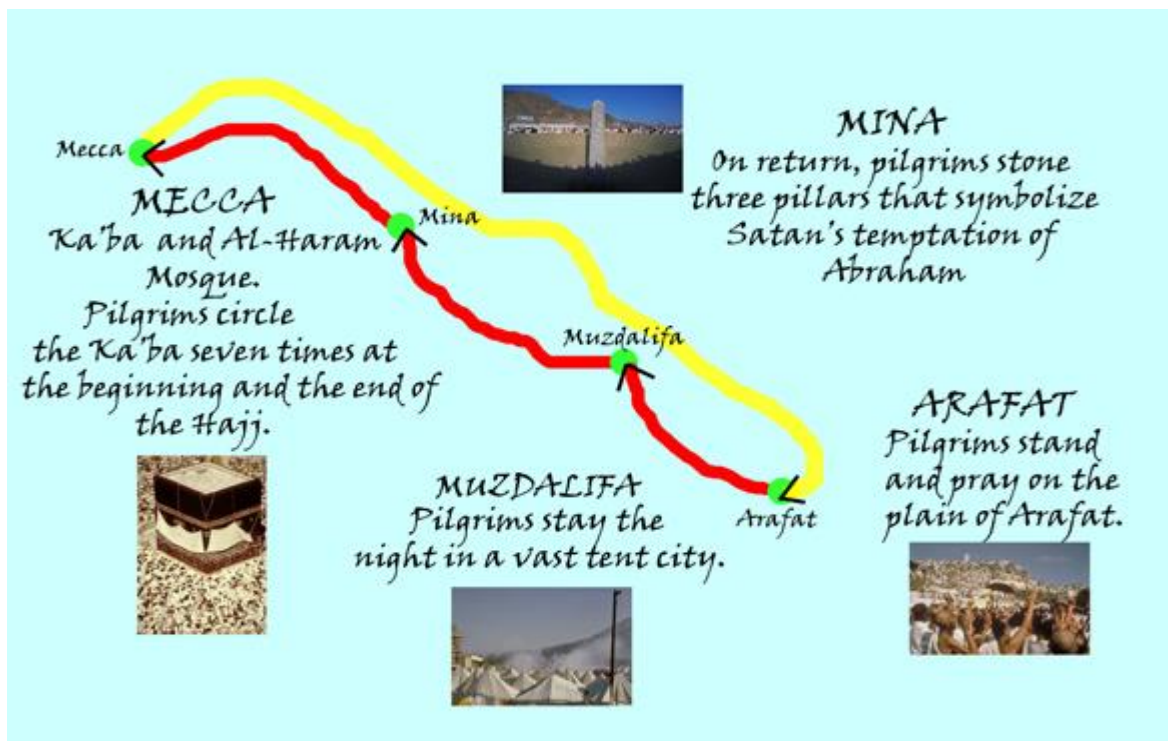 Mecca
MECCA
Ka'ba and Al-Haram
Mosque.
Pilgrims circle
the Ka'ba seven times at
the beginning and the end of
the Hajj.
Mina
MINA
On return, pilgrims stone
three pillars that symbolize
Satan's temptation of
Abraham
Muzdalifa
MUZDALIFA
Pilgrims stay the
night in a vast tent city.
Arafat
ARAFAT
Pilgrims stand
and pray on the
plain of Arafat.